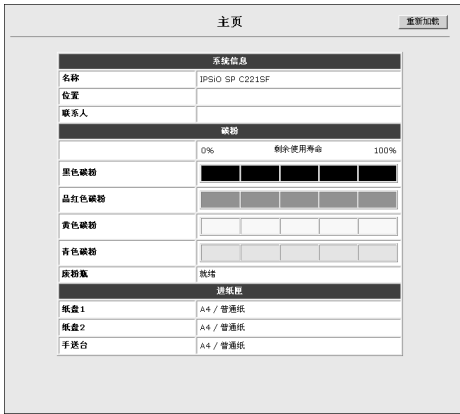 主页
重新加载
系统信息
名称 IPSiO SP C221SF
位置
联系人
碳粉
0% 剩余使用寿命 100%
黑色碳粉
品红色碳粉
黄色碳粉
青色碳粉
废粉瓶 就绪
送纸匣
纸盘1 A4 / 普通纸
纸盘2 A4 / 普通纸
手送台 A4 / 普通纸